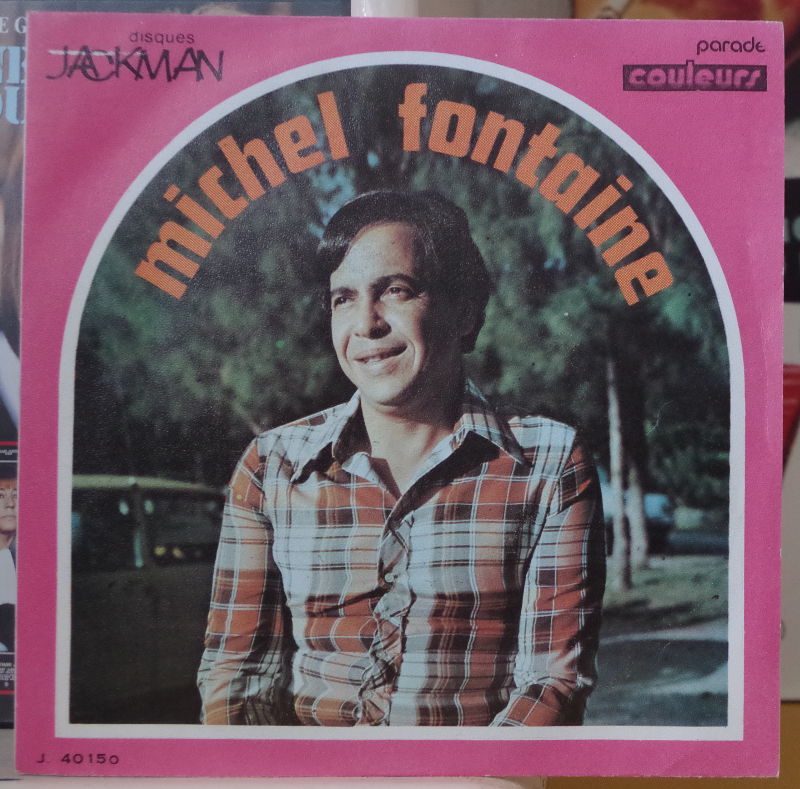 disques
JACKMAN
parade
couleurs
michel fontaine
J. 40150